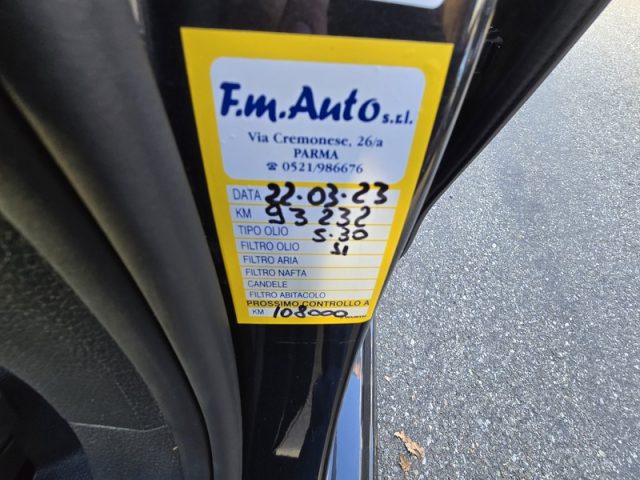 F.m.Auto s.r.l.
Via Cremonese, 26/a
PARMA
☎ 0521/986676
DATA 22-03-23
KM 93 232
TIPO OLIO 5-30
FILTRO OLIO SI
FILTRO ARIA
FILTRO NAFTA
CANDELE
FILTRO ABITACOLO
PROSSIMO CONTROLLO A
KM 108000